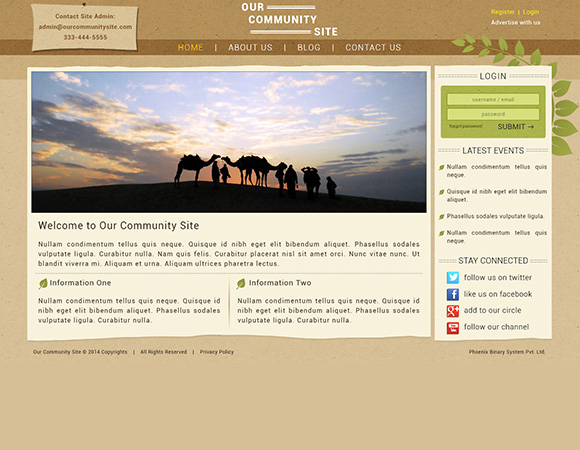 Contact Site Admin:
admin@ourcommunitysite.com
333-444-5555
OUR
COMMUNITY
SITE
Register | Login
Advertise with us
HOME | ABOUT US | BLOG | CONTACT US
Welcome to Our Community Site
Nullam condimentum tellus quis neque. Quisque id nibh eget elit bibendum aliquet. Phasellus sodales
vulputate ligula. Curabitur nulla. Nam quis felis. Curabitur placerat nisl sit amet orci. Nunc vitae nunc. Ut
blandit viverra mi. Aliquam et urna. Aliquam ultrices pharetra lectus.
Information One
Nullam condimentum tellus quis neque. Quisque id
nibh eget elit bibendum aliquet. Phasellus sodales
vulputate ligula. Curabitur nulla.
Information Two
Nullam condimentum tellus quis neque. Quisque id
nibh eget elit bibendum aliquet. Phasellus sodales
vulputate ligula. Curabitur nulla.
LOGIN
username / email
password
forgot password SUBMIT →
LATEST EVENTS
Nullam condimentum tellus quis
neque.
Quisque id nibh eget elit bibendum
aliquet.
Phasellus sodales vulputate ligula.
Nullam condimentum tellus quis
neque.
STAY CONNECTED
follow us on twitter
like us on facebook
add to our circle
follow our channel
Our Community Site © 2014 Copyrights | All Rights Reserved | Privacy Policy
Phoenix Binary System Pvt. Ltd.